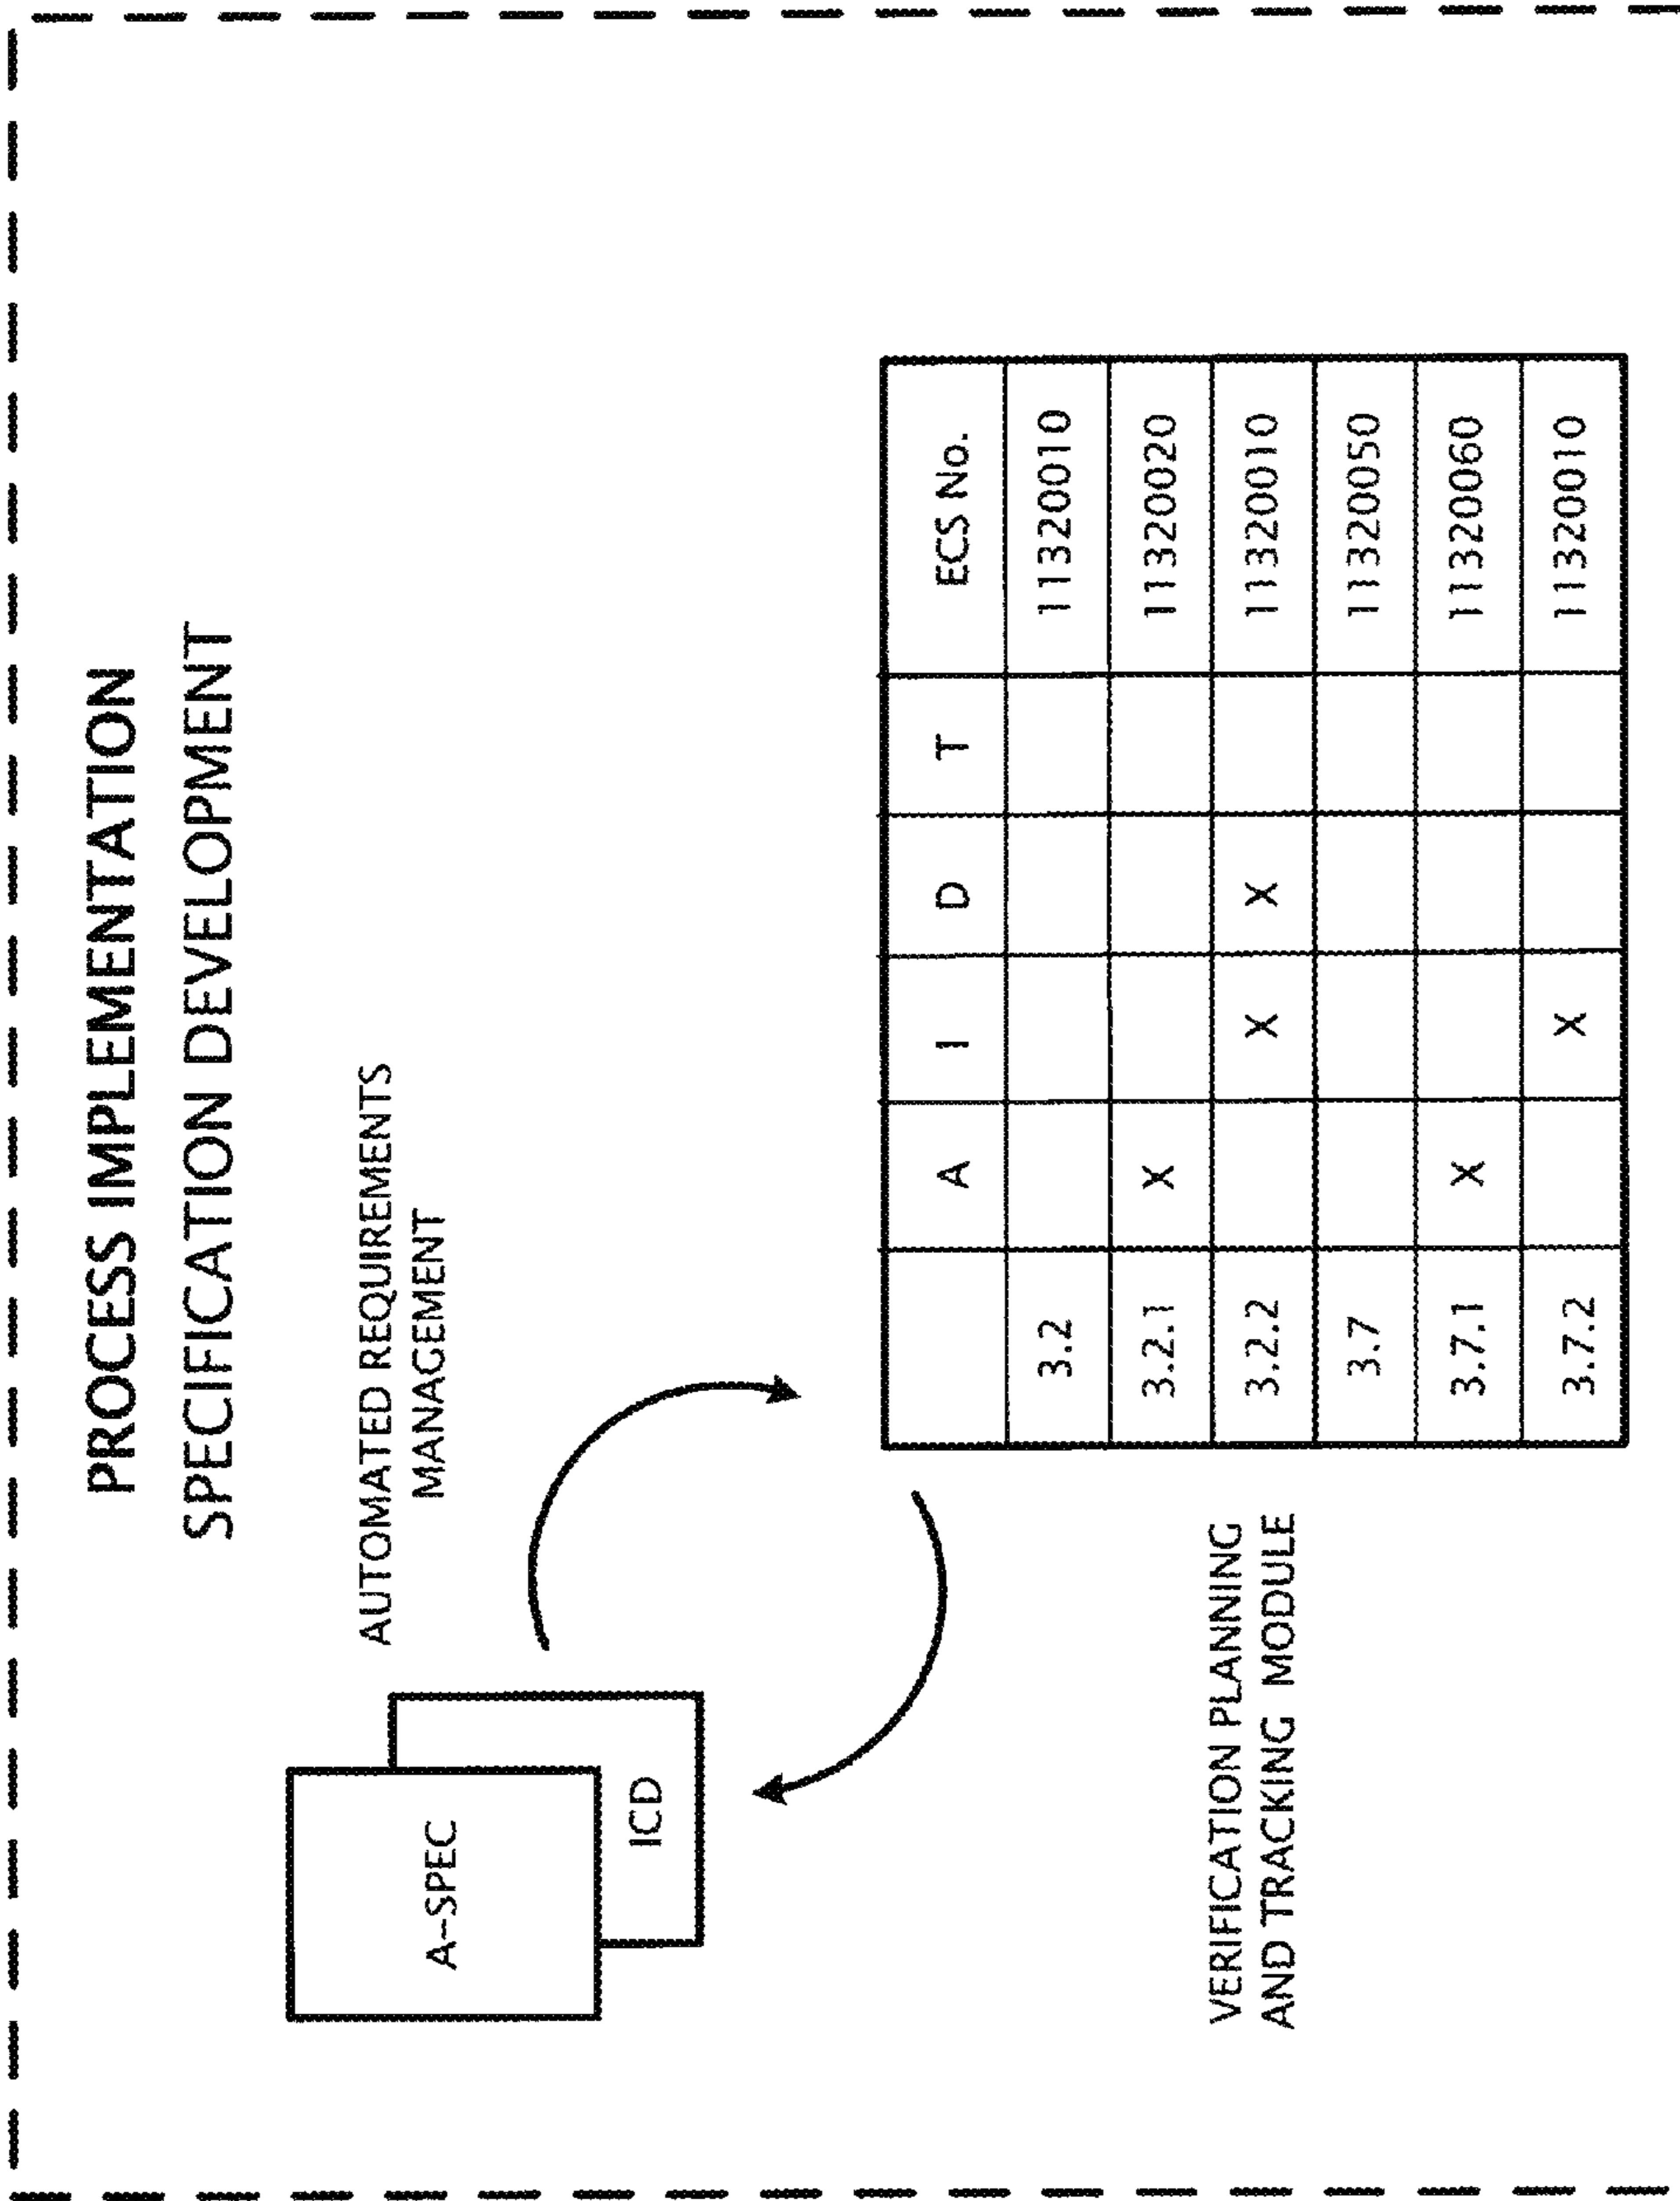 PROCESS IMPLEMENTATION
SPECIFICATION DEVELOPMENT
AUTOMATED REQUIREMENTS
MANAGEMENT
A-SPEC
ICD
A I D T ECS No.
3.2 11320010
3.2.1 X 11320020
3.2.2 X X 11320010
3.7 11320050
3.7.1 X 11320060
3.7.2 X 11320010
VERIFICATION PLANNING
AND TRACKING MODULE